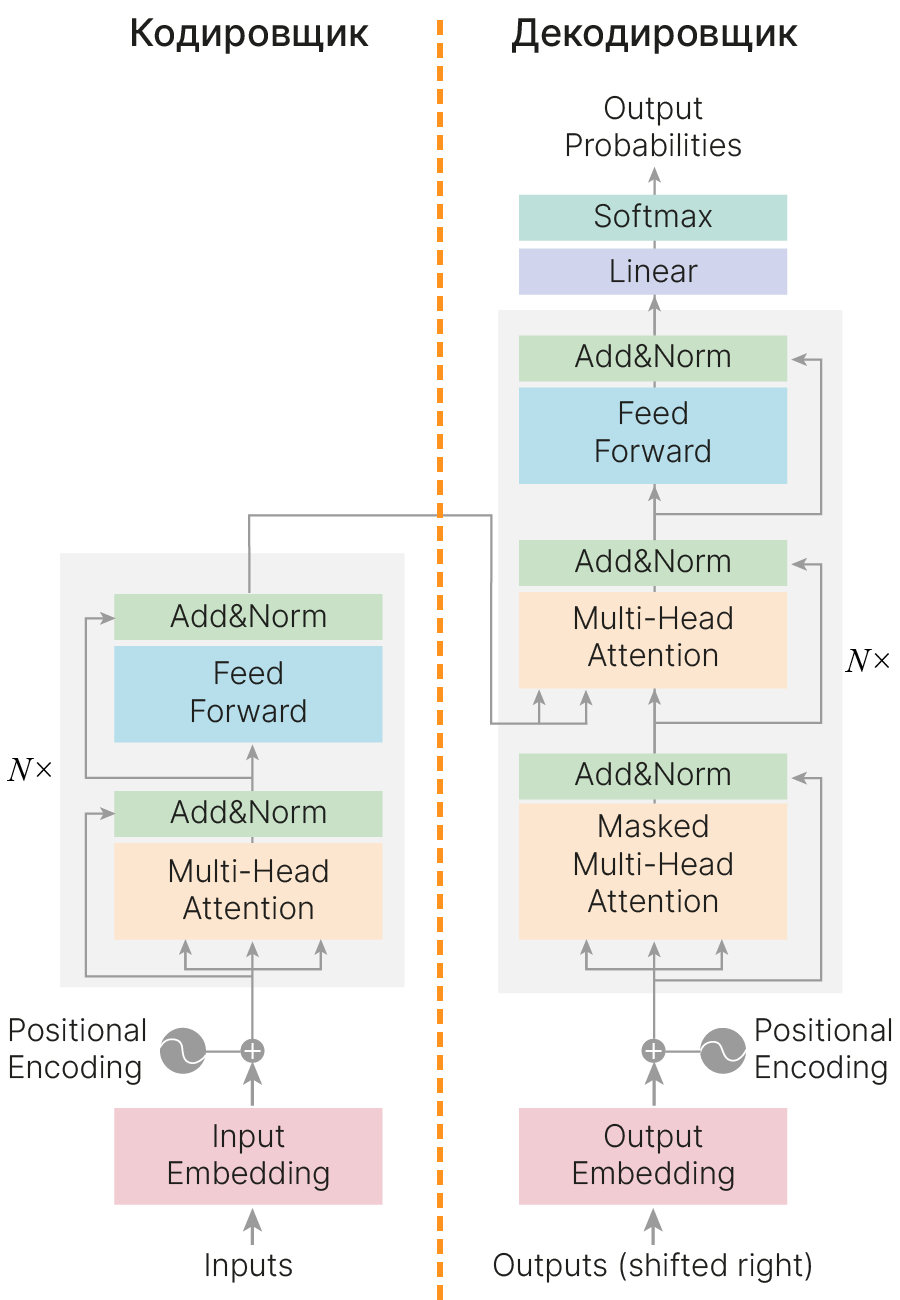 Кодировщик
Декодировщик
Output
Probabilities
Softmax
Linear
Add&Norm
Feed
Forward
Add&Norm
Multi-Head
Attention
N×
Add&Norm
Masked
Multi-Head
Attention
Positional
Encoding
Output
Embedding
Outputs (shifted right)
Add&Norm
Feed
Forward
N×
Add&Norm
Multi-Head
Attention
Positional
Encoding
Input
Embedding
Inputs